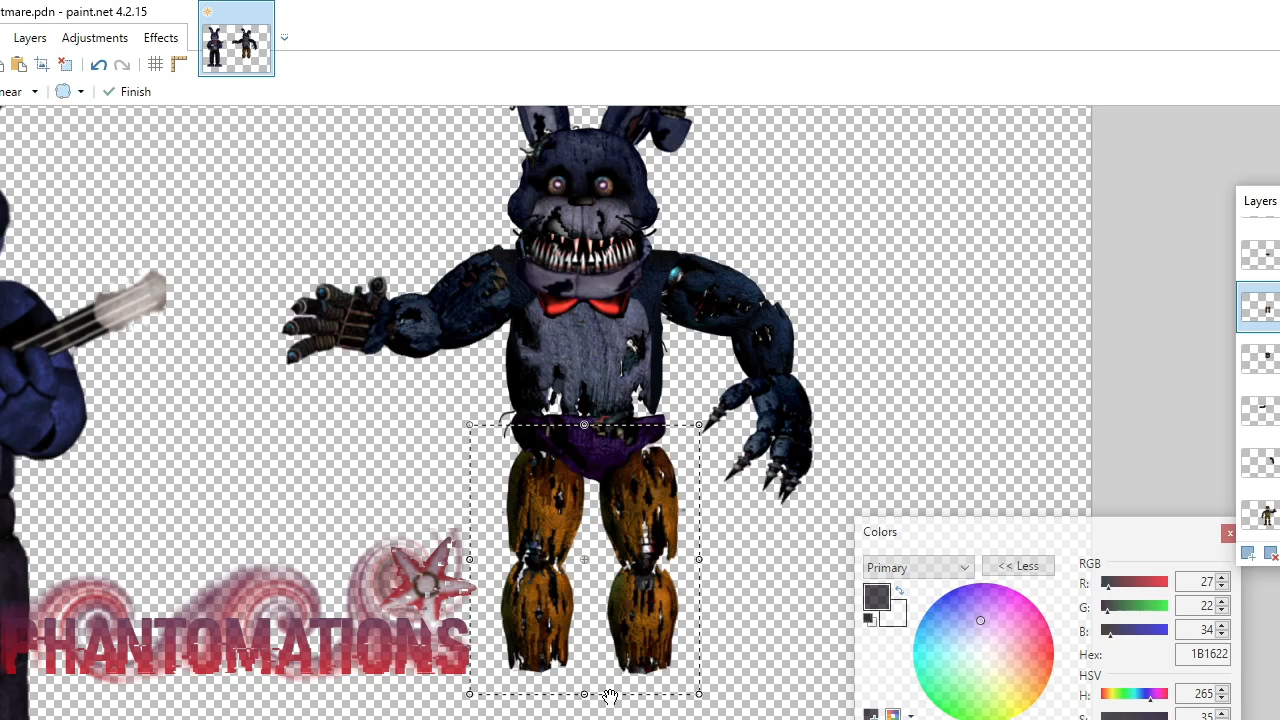 tmare.pdn - paint.net 4.2.15
Layers Adjustments Effects
near
Finish
Layers
Colors
Primary
<< Less
RGB
R: 27
G: 22
B: 34
Hex: 1B1622
HSV
H: 265
S: 35
PHANTOMATIONS